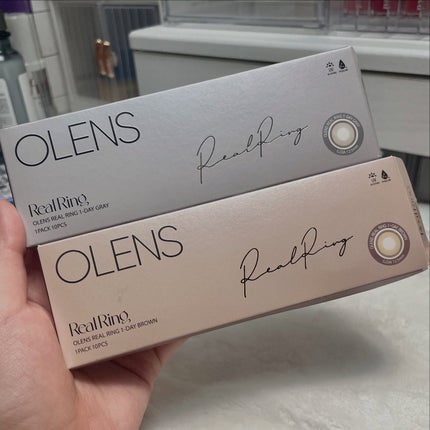 OLENS
RealRing
RealRing,
OLENS REAL RING 1-DAY GRAY
1PACK 10PCS
OLENS
RealRing
RealRing,
OLENS REAL RING 1-DAY BROWN
1PACK 10PCS